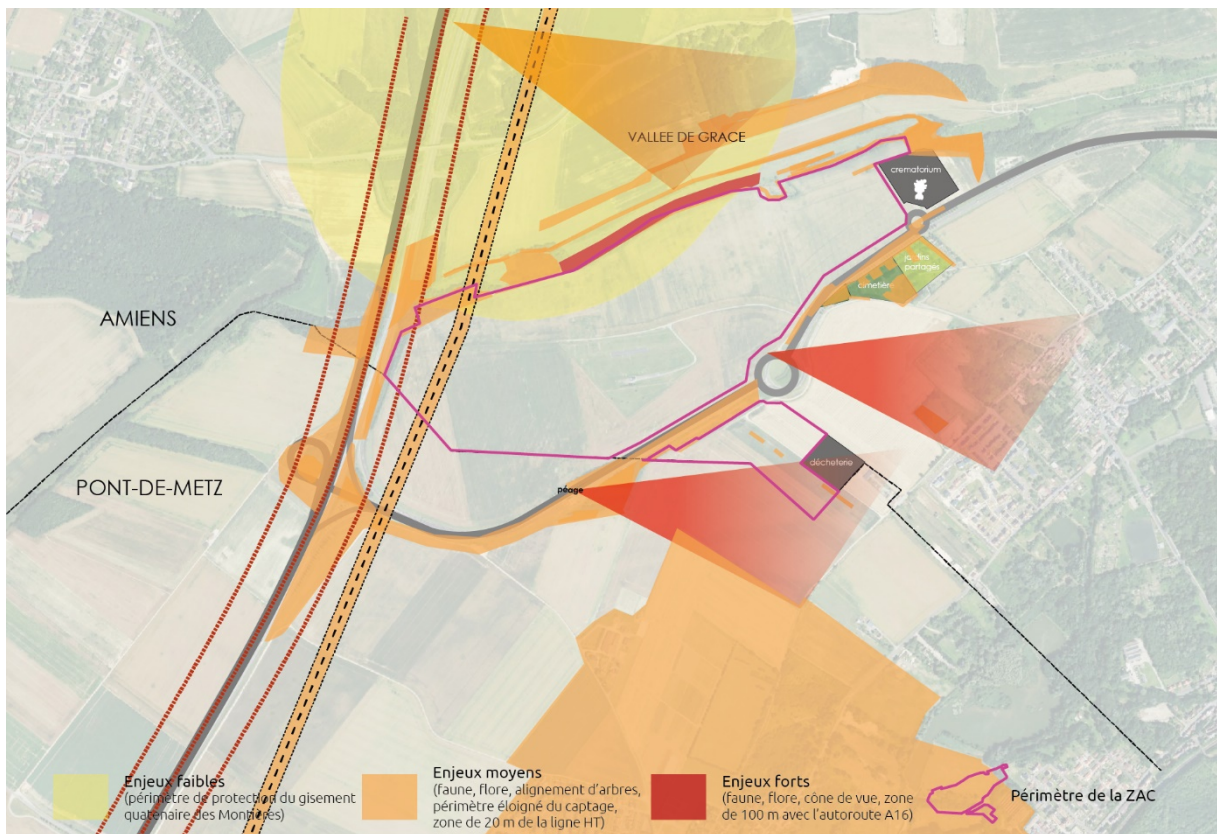 VALLEE DE GRACE
crematorium
jardins
partagés
cimetière
AMIENS
décheterie
PONT-DE-METZ
péage
Enjeux faibles
(périmètre de protection du gisement
quatenaire des Montières)
Enjeux moyens
(faune, flore, alignement d'arbres,
périmètre éloigné du captage,
zone de 20 m de la ligne HT)
Enjeux forts
(faune, flore, cône de vue, zone
de 100 m avec l'autoroute A16)
Périmètre de la ZAC